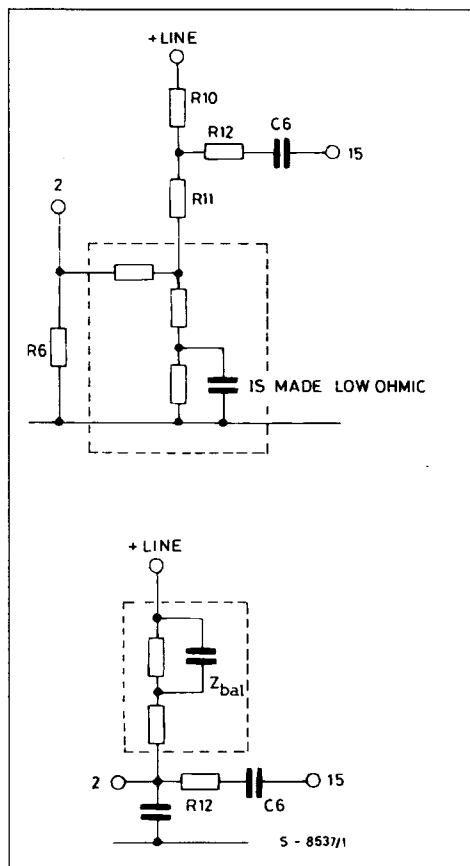 +LINE
R10
R12
C6
15
2
R11
R6
IS MADE LOW OHMIC
+LINE
Zbal
2
R12
C6
15
S - 8537/1